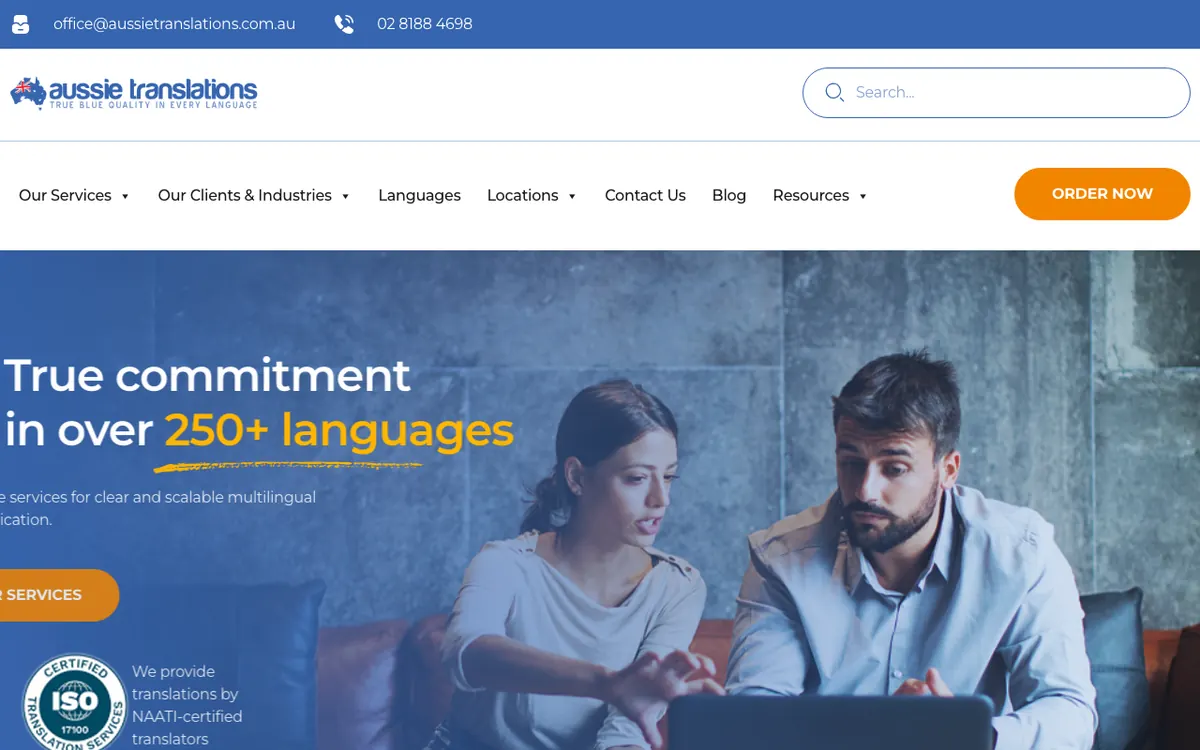 office@aussietranslations.com.au
02 8188 4698
aussie translations
TRUE BLUE QUALITY IN EVERY LANGUAGE
Search...
Our Services
Our Clients & Industries
Languages
Locations
Contact Us
Blog
Resources
ORDER NOW
True commitment
in over 250+ languages
services for clear and scalable multilingual
SERVICES
CERTIFIED
ISO
17100
TRANSLATION SERVICES
We provide
translations by
NAATI-certified
translators